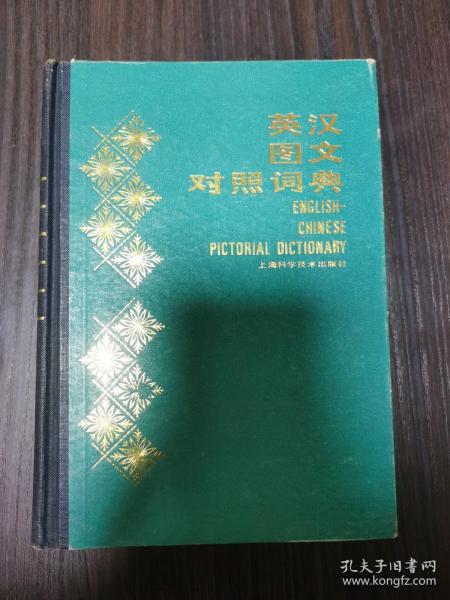 英汉
图文
对照词典
ENGLISH-
CHINESE
PICTORIAL DICTIONARY
上海科学技术出版社
孔夫子旧书网
www.kongfz.com